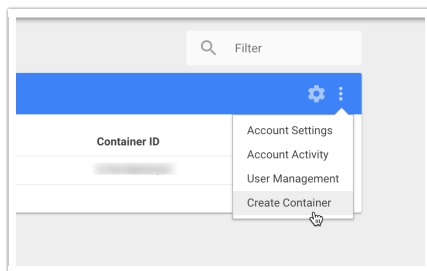 Filter
Container ID
Account Settings
Account Activity
User Management
Create Container